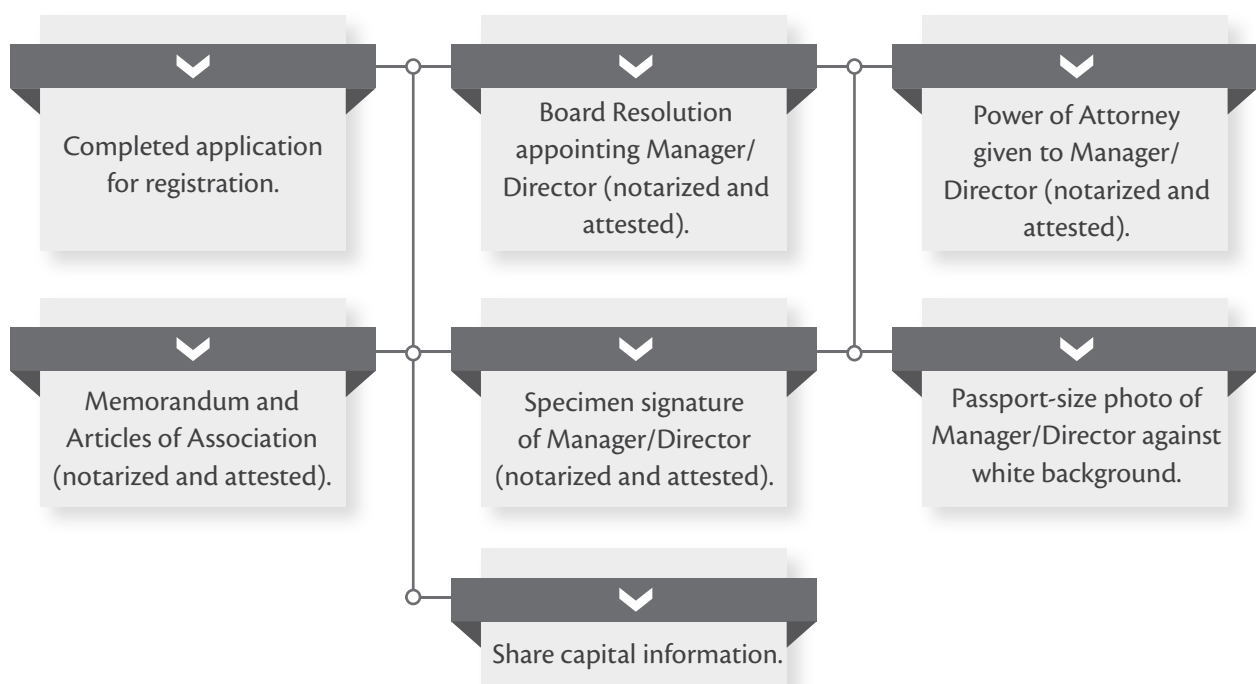 Completed application
for registration.
Board Resolution
appointing Manager/
Director (notarized and
attested).
Power of Attorney
given to Manager/
Director (notarized and
attested).
Memorandum and
Articles of Association
(notarized and attested).
Specimen signature
of Manager/Director
(notarized and attested).
Passport-size photo of
Manager/Director against
white background.
Share capital information.